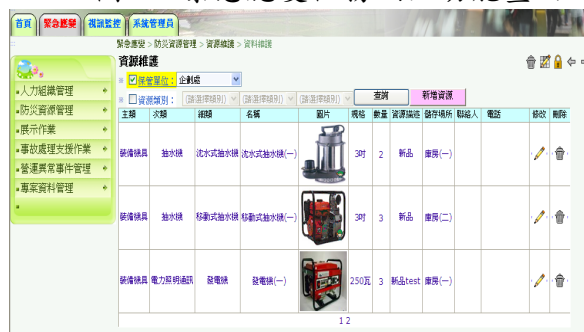 首頁 緊急應變 視訊監控 系統管理員
緊急應變 > 防災資源管理 > 資源維護 > 資料維護
資源維護
保管單位： 企劃處
資源類別： (請選擇類別) (請選擇類別) (請選擇類別) 查詢 新增資源
人力組織管理
防災資源管理
展示作業
事故處理支援作業
營運異常事件管理
專案資料管理
主類 次類 細類 名稱 圖片 規格 數量 資源描述 儲存場所 聯絡人 電話 修改 刪除
裝備機具 抽水機 沈水式抽水機 沈水式抽水機(一) 3吋 2 新品 庫房(一)
裝備機具 抽水機 移動式抽水機 移動式抽水機(一) 3吋 3 新品 庫房(二)
裝備機具 電力照明通訊 發電機 發電機(一) 250瓦 3 新品test 庫房(一)
1 2